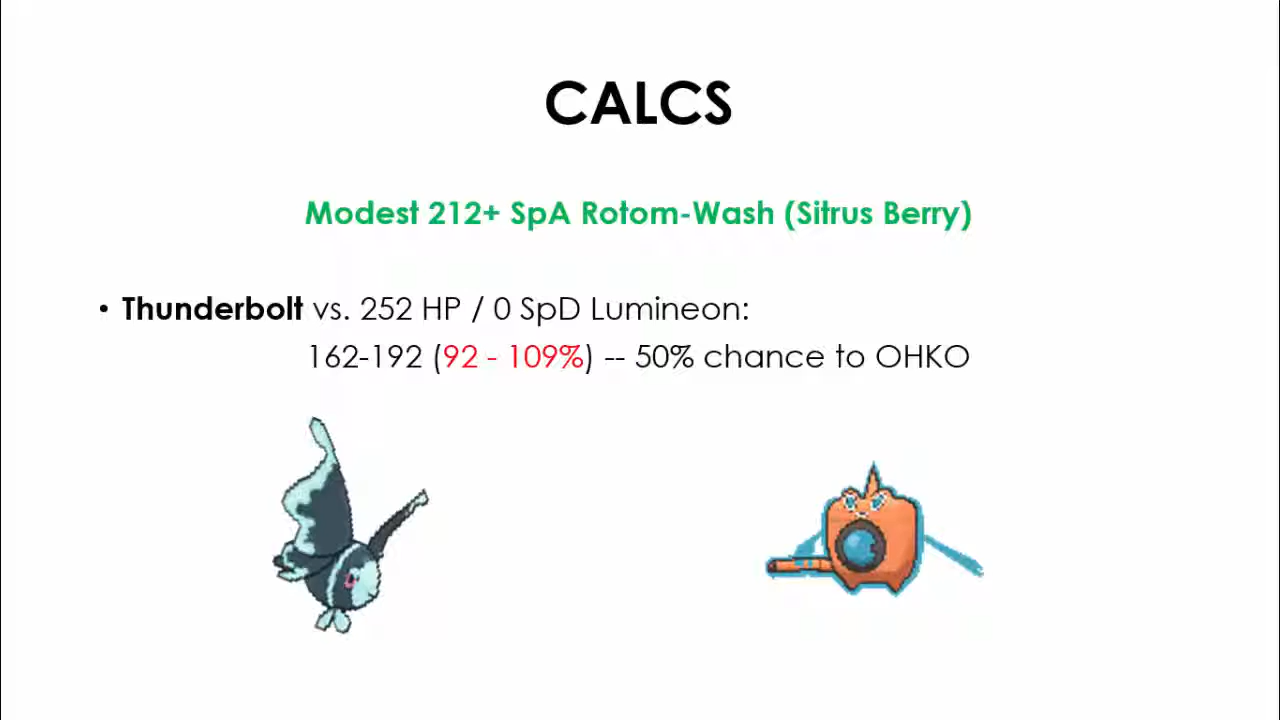 CALCS
Modest 212+ SpA Rotom-Wash (Sitrus Berry)
• Thunderbolt vs. 252 HP / 0 SpD Lumineon:
162-192 (92 - 109%) -- 50% chance to OHKO